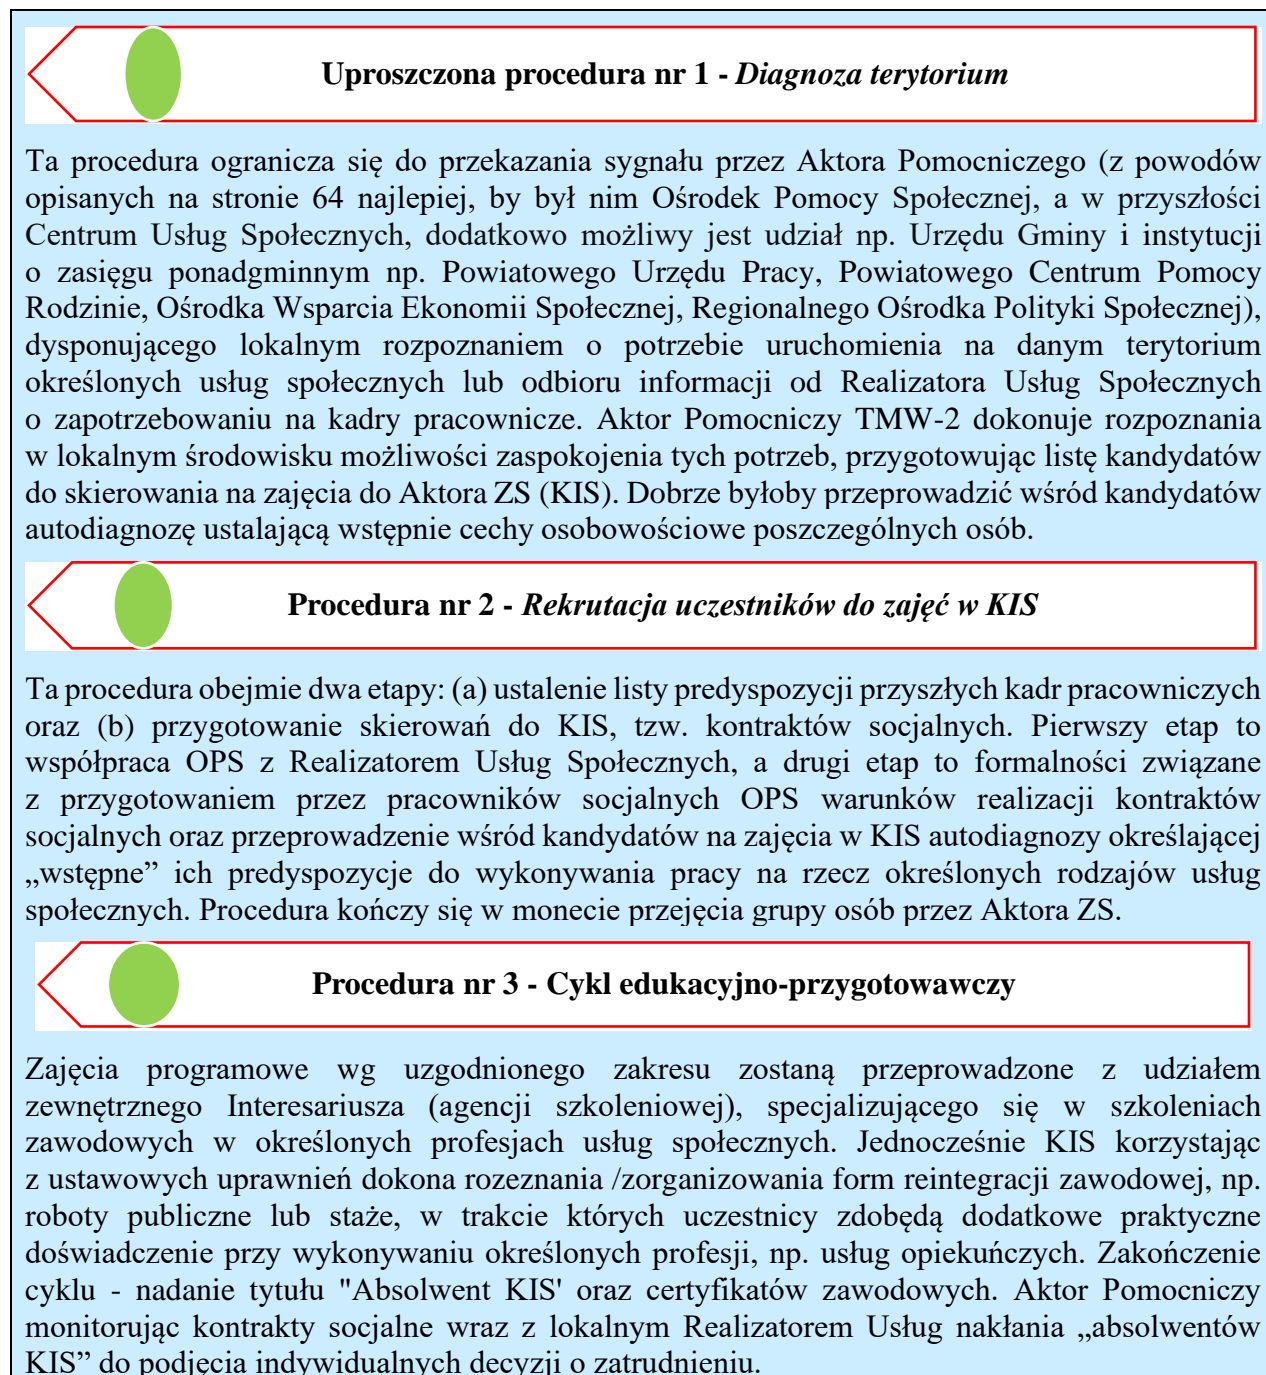 Uproszczona procedura nr 1 - Diagnoza terytorium
Ta procedura ogranicza się do przekazania sygnału przez Aktora Pomocniczego (z powodów
opisanych na stronie 64 najlepiej, by był nim Ośrodek Pomocy Społecznej, a w przyszłości
Centrum Usług Społecznych, dodatkowo możliwy jest udział np. Urzędu Gminy i instytucji
o zasięgu ponadgminnym np. Powiatowego Urzędu Pracy, Powiatowego Centrum Pomocy
Rodzinie, Ośrodka Wsparcia Ekonomii Społecznej, Regionalnego Ośrodka Polityki Społecznej),
dysponującego lokalnym rozpoznaniem o potrzebie uruchomienia na danym terytorium
określonych usług społecznych lub odbioru informacji od Realizatora Usług Społecznych
o zapotrzebowaniu na kadry pracownicze. Aktor Pomocniczy TMW-2 dokonuje rozpoznania
w lokalnym środowisku możliwości zaspokojenia tych potrzeb, przygotowując listę kandydatów
do skierowania na zajęcia do Aktora ZS (KIS). Dobrze byłoby przeprowadzić wśród kandydatów
autodiagnozę ustalającą wstępnie cechy osobowościowe poszczególnych osób.
Procedura nr 2 - Rekrutacja uczestników do zajęć w KIS
Ta procedura obejmie dwa etapy: (a) ustalenie listy predyspozycji przyszłych kadr pracowniczych
oraz (b) przygotowanie skierowań do KIS, tzw. kontraktów socjalnych. Pierwszy etap to
współpraca OPS z Realizatorem Usług Społecznych, a drugi etap to formalności związane
z przygotowaniem przez pracowników socjalnych OPS warunków realizacji kontraktów
socjalnych oraz przeprowadzenie wśród kandydatów na zajęcia w KIS autodiagnozy określającej
„wstępne” ich predyspozycje do wykonywania pracy na rzecz określonych rodzajów usług
społecznych. Procedura kończy się w monecie przejęcia grupy osób przez Aktora ZS.
Procedura nr 3 - Cykl edukacyjno-przygotowawczy
Zajęcia programowe wg uzgodnionego zakresu zostaną przeprowadzone z udziałem
zewnętrznego Interesariusza (agencji szkoleniowej), specjalizującego się w szkoleniach
zawodowych w określonych profesjach usług społecznych. Jednocześnie KIS korzystając
z ustawowych uprawnień dokona rozeznania /zorganizowania form reintegracji zawodowej, np.
roboty publiczne lub staże, w trakcie których uczestnicy zdobędą dodatkowe praktyczne
doświadczenie przy wykonywaniu określonych profesji, np. usług opiekuńczych. Zakończenie
cyklu - nadanie tytułu "Absolwent KIS' oraz certyfikatów zawodowych. Aktor Pomocniczy
monitorując kontrakty socjalne wraz z lokalnym Realizatorem Usług nakłania „absolwentów
KIS” do podjęcia indywidualnych decyzji o zatrudnieniu.